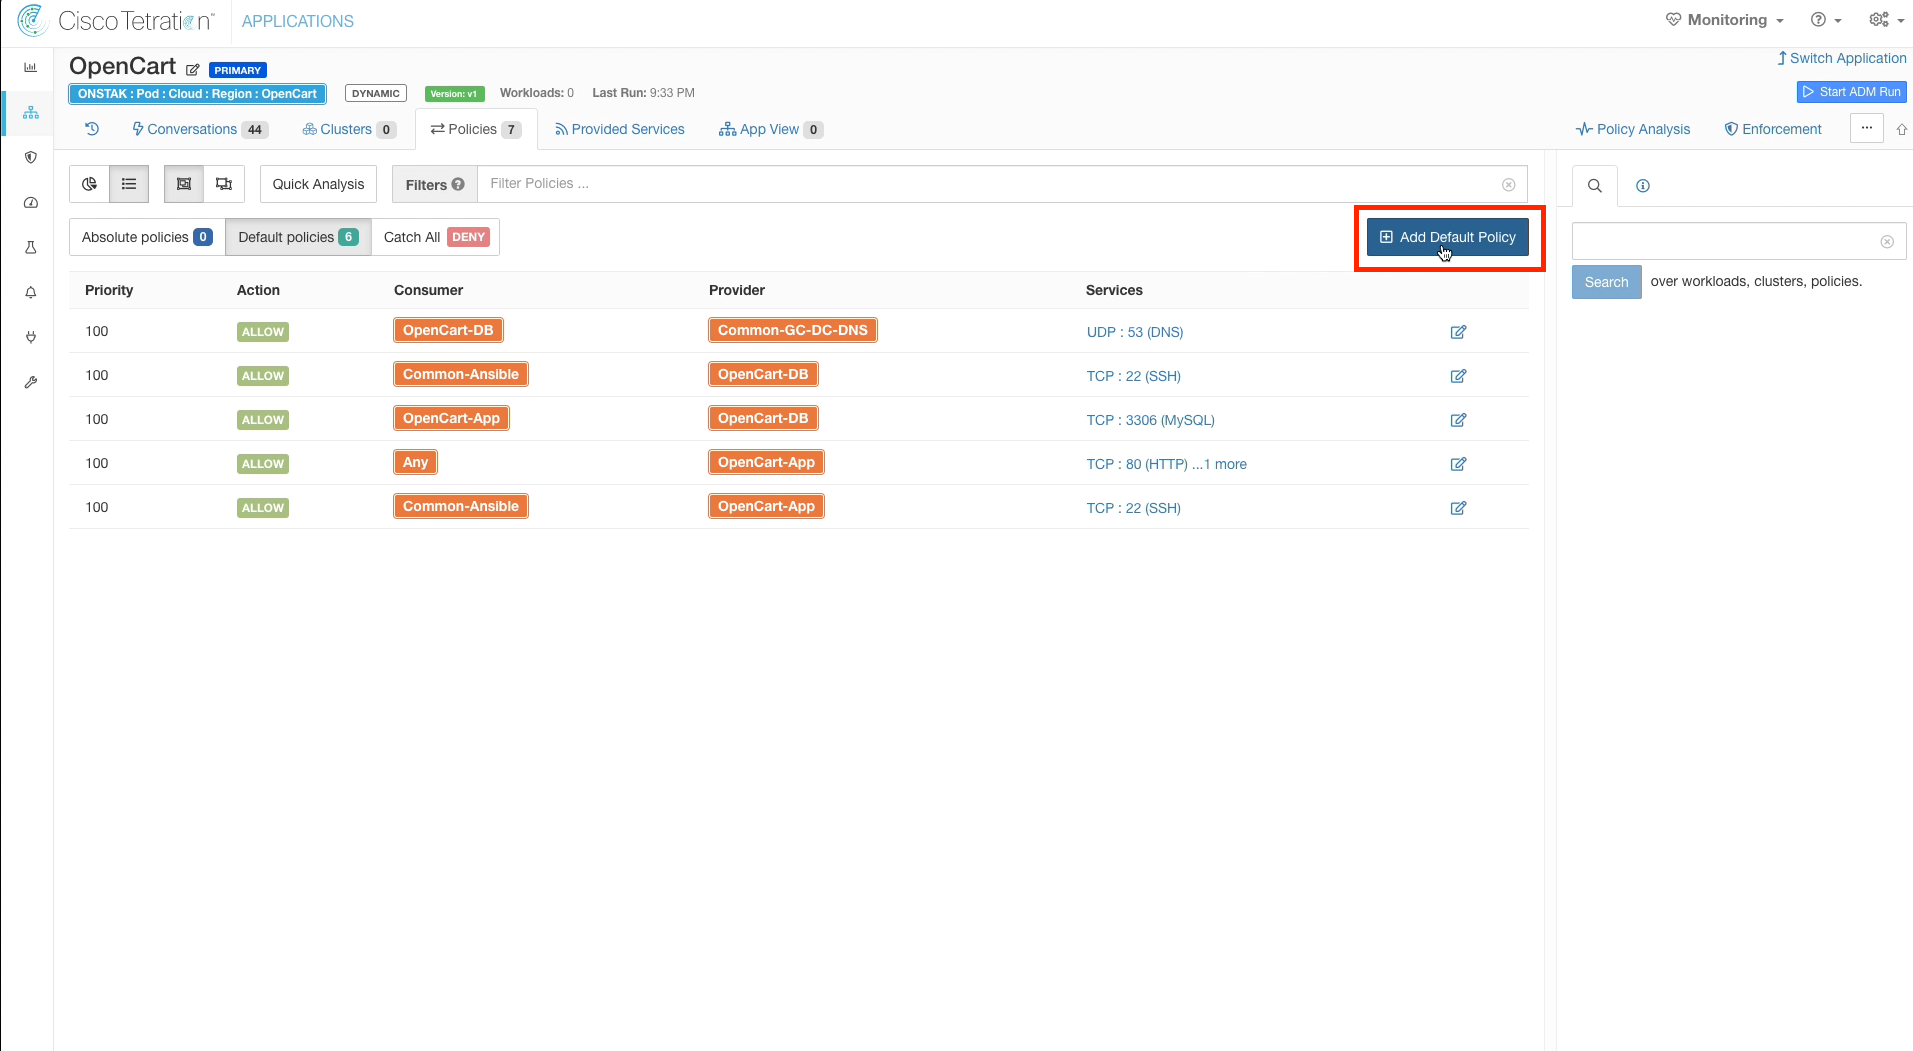 Cisco Tetration™ APPLICATIONS Monitoring
OpenCart PRIMARY Switch Application
ONSTAK : Pod : Cloud : Region : OpenCart DYNAMIC Version: v1 Workloads: 0 Last Run: 9:33 PM Start ADM Run
Conversations 44 Clusters 0 Policies 7 Provided Services App View 0 Policy Analysis Enforcement ...
Quick Analysis Filters ? Filter Policies ...
Absolute policies 0 Default policies 6 Catch All DENY Add Default Policy
Search over workloads, clusters, policies.
Priority Action Consumer Provider Services
100 ALLOW OpenCart-DB Common-GC-DC-DNS UDP : 53 (DNS)
100 ALLOW Common-Ansible OpenCart-DB TCP : 22 (SSH)
100 ALLOW OpenCart-App OpenCart-DB TCP : 3306 (MySQL)
100 ALLOW Any OpenCart-App TCP : 80 (HTTP) ...1 more
100 ALLOW Common-Ansible OpenCart-App TCP : 22 (SSH)